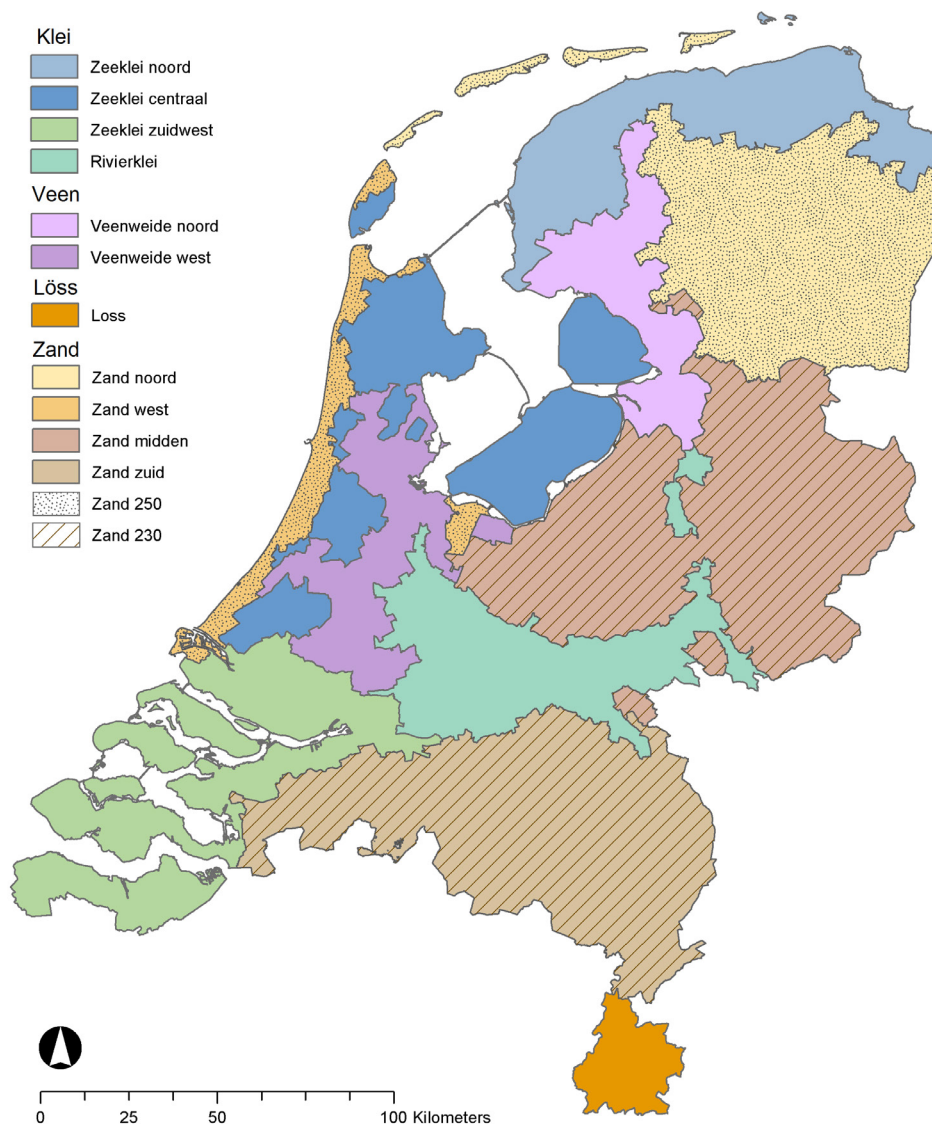 Klei
Zeeklei noord
Zeeklei centraal
Zeeklei zuidwest
Rivierklei
Veen
Veenweide noord
Veenweide west
Löss
Loss
Zand
Zand noord
Zand west
Zand midden
Zand zuid
Zand 250
Zand 230
0 25 50 100 Kilometers